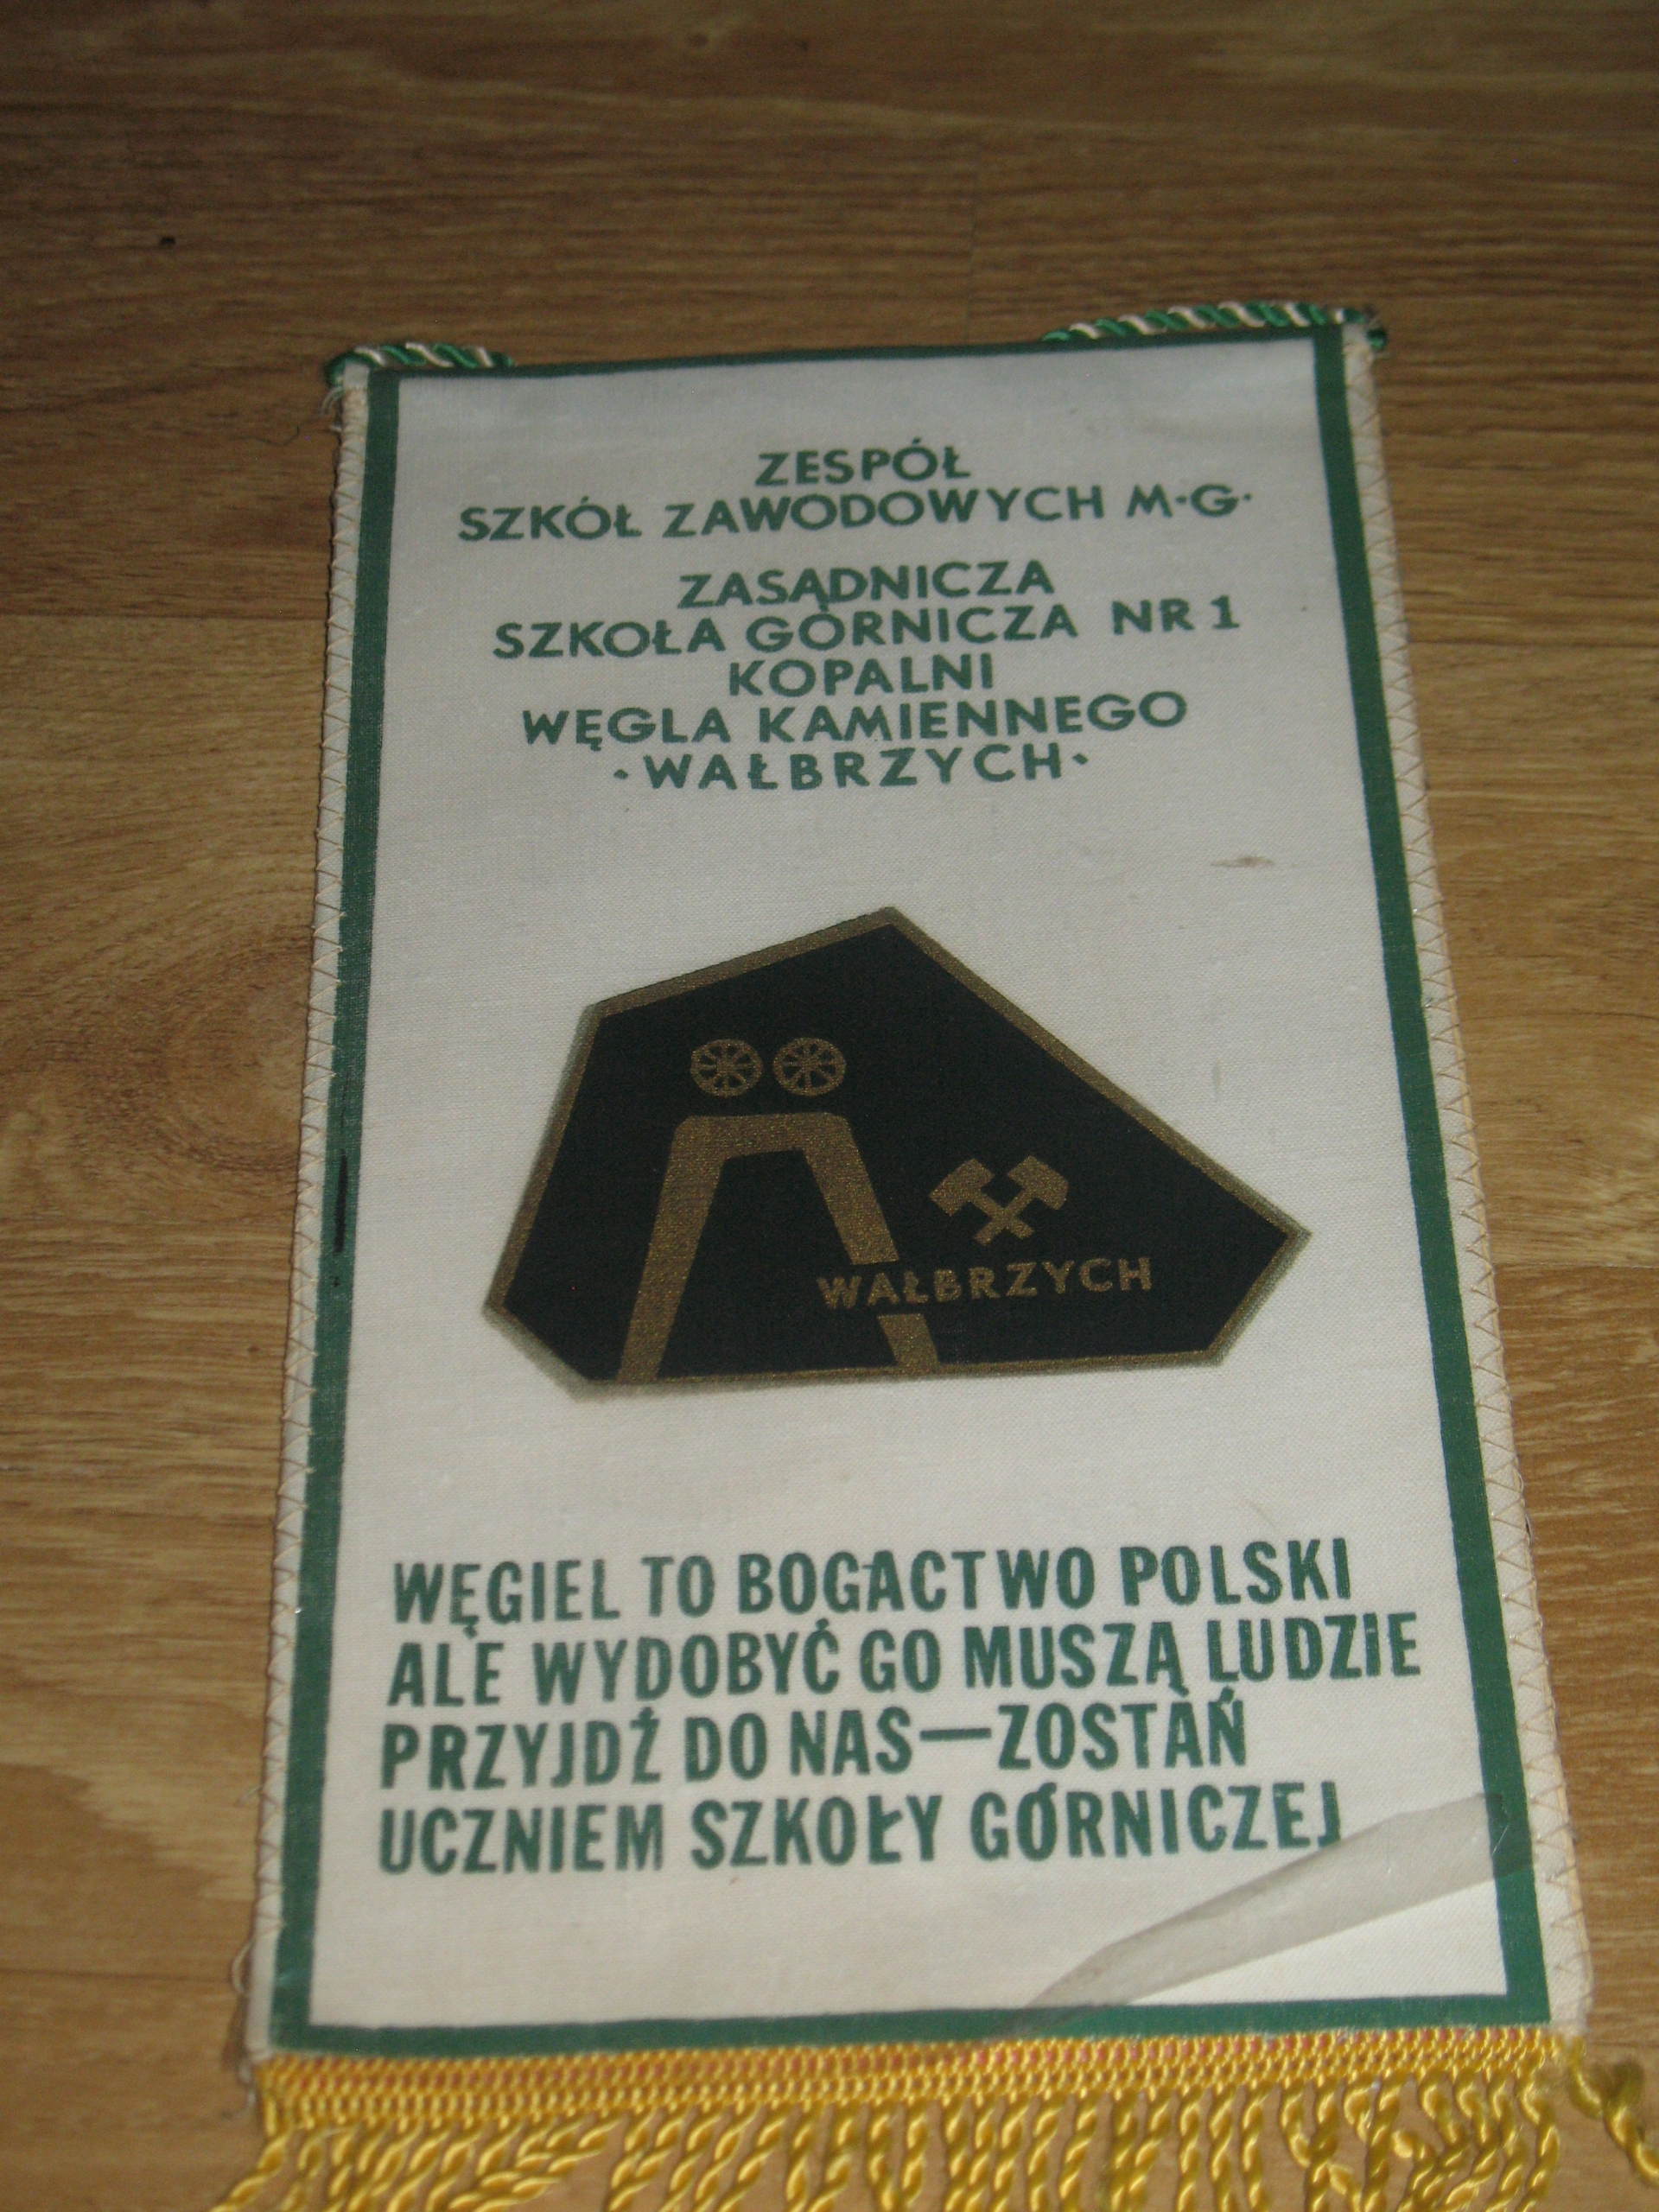 ZESPÓŁ
SZKÓŁ ZAWODOWYCH M·G·
ZASADNICZA
SZKOŁA GÓRNICZA NR 1
KOPALNI
WĘGLA KAMIENNEGO
·WAŁBRZYCH·
WAŁBRZYCH
WĘGIEL TO BOGACTWO POLSKI
ALE WYDOBYĆ GO MUSZĄ LUDZIE
PRZYJDŹ DO NAS—ZOSTAŃ
UCZNIEM SZKOŁY GÓRNICZEJ